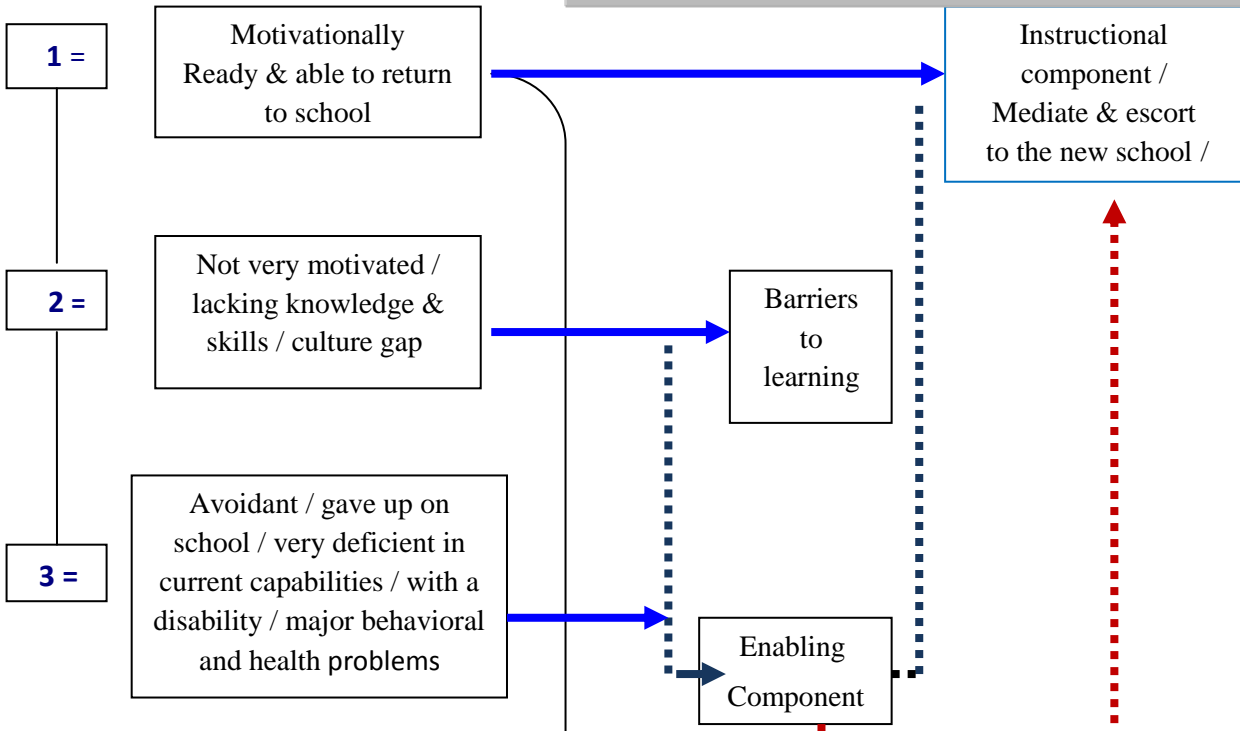 1 =
Motivationally
Ready & able to return
to school
Instructional
component /
Mediate & escort
to the new school /
2 =
Not very motivated /
lacking knowledge &
skills / culture gap
Barriers
to
learning
3 =
Avoidant / gave up on
school / very deficient in
current capabilities / with a
disability / major behavioral
and health problems
Enabling
Component